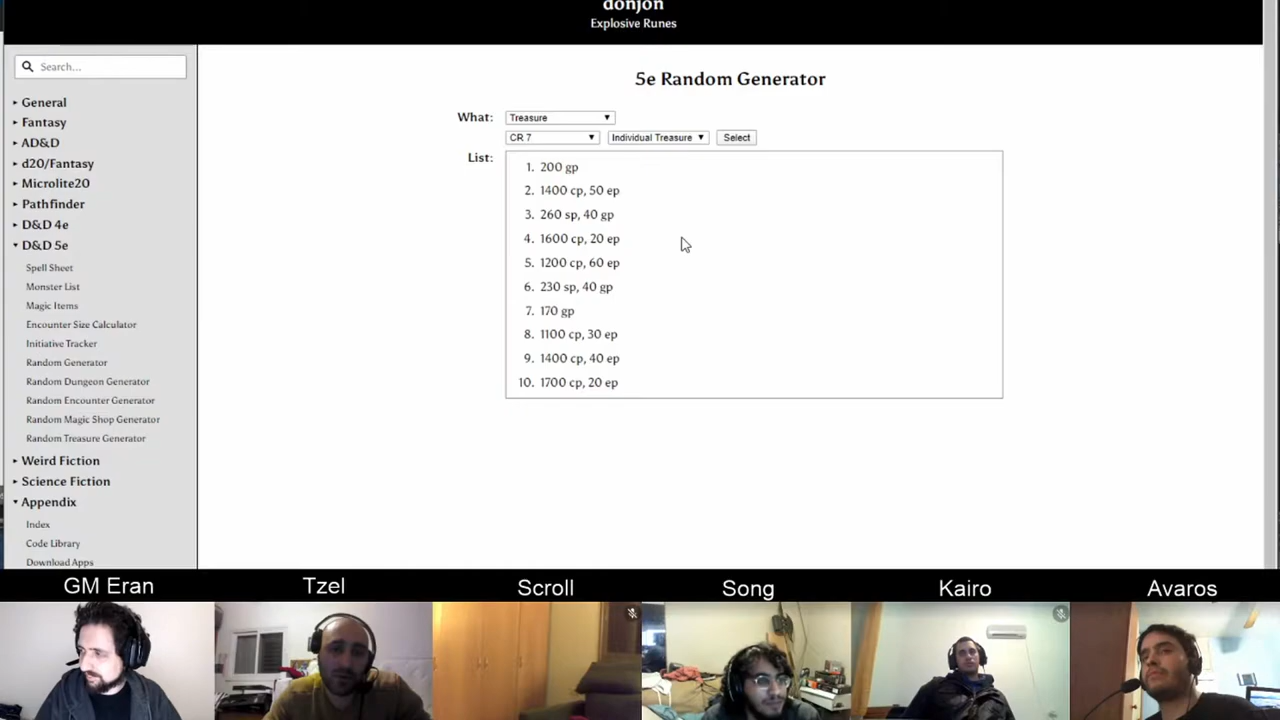 donjon
Explosive Runes
Search...
General
Fantasy
AD&D
d20/Fantasy
Microlite20
Pathfinder
D&D 4e
D&D 5e
Spell Sheet
Monster List
Magic Items
Encounter Size Calculator
Initiative Tracker
Random Generator
Random Dungeon Generator
Random Encounter Generator
Random Magic Shop Generator
Random Treasure Generator
Weird Fiction
Science Fiction
Appendix
Index
Code Library
Download Apps
5e Random Generator
What: Treasure
CR 7 Individual Treasure Select
List:
1. 200 gp
2. 1400 cp, 50 ep
3. 260 sp, 40 gp
4. 1600 cp, 20 ep
5. 1200 cp, 60 ep
6. 230 sp, 40 gp
7. 170 gp
8. 1100 cp, 30 ep
9. 1400 cp, 40 ep
10. 1700 cp, 20 ep
GM Eran Tzel Scroll Song Kairo Avaros